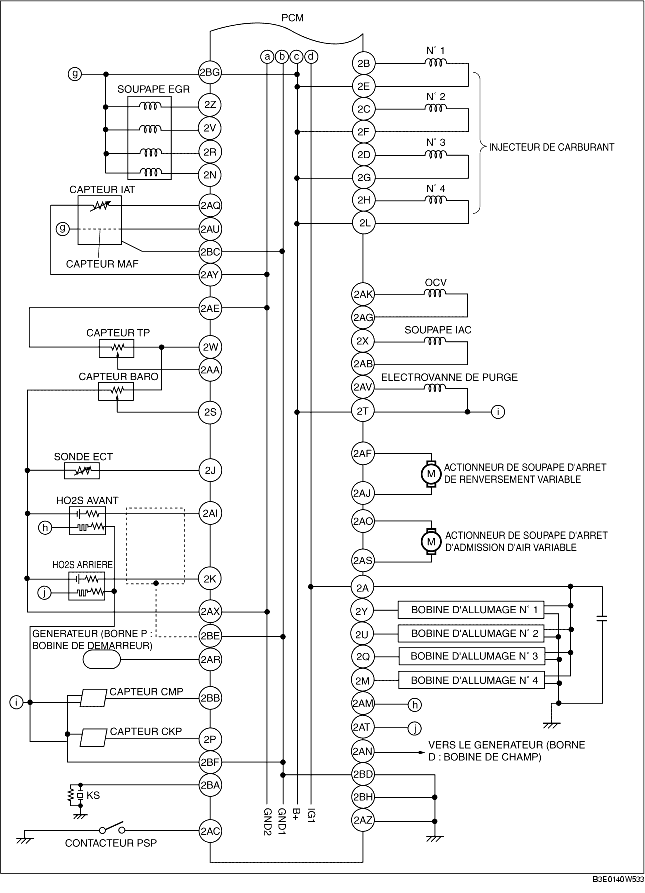 PCM
a b c d
g
2BG
SOUPAPE EGR
2Z
2V
2R
2N
CAPTEUR IAT
2AQ
g
2AU
2BC
CAPTEUR MAF
2AY
2AE
CAPTEUR TP
2W
2AA
CAPTEUR BARO
2S
SONDE ECT
2J
HO2S AVANT
2AI
h
HO2S ARRIERE
2K
j
2AX
GENERATEUR (BORNE P :
BOBINE DE DEMARREUR)
2BE
2AR
CAPTEUR CMP
i
2BB
CAPTEUR CKP
2P
2BF
2BA
KS
2AC
CONTACTEUR PSP
GND2
GND1
B+
IG1
2B
N° 1
2E
2C
N° 2
2F
INJECTEUR DE CARBURANT
2D
N° 3
2G
2H
N° 4
2L
2AK
OCV
2AG
2X
SOUPAPE IAC
2AB
ELECTROVANNE DE PURGE
2AV
2T
i
2AF
M
ACTIONNEUR DE SOUPAPE D'ARRET
DE RENVERSEMENT VARIABLE
2AJ
2AO
M
ACTIONNEUR DE SOUPAPE D'ARRET
D'ADMISSION D'AIR VARIABLE
2AS
2A
2Y
BOBINE D'ALLUMAGE N° 1
2U
BOBINE D'ALLUMAGE N° 2
2Q
BOBINE D'ALLUMAGE N° 3
2M
BOBINE D'ALLUMAGE N° 4
2AM
h
2AT
j
2AN
VERS LE GENERATEUR (BORNE
D : BOBINE DE CHAMP)
2BD
2BH
2AZ
B3E0140W533